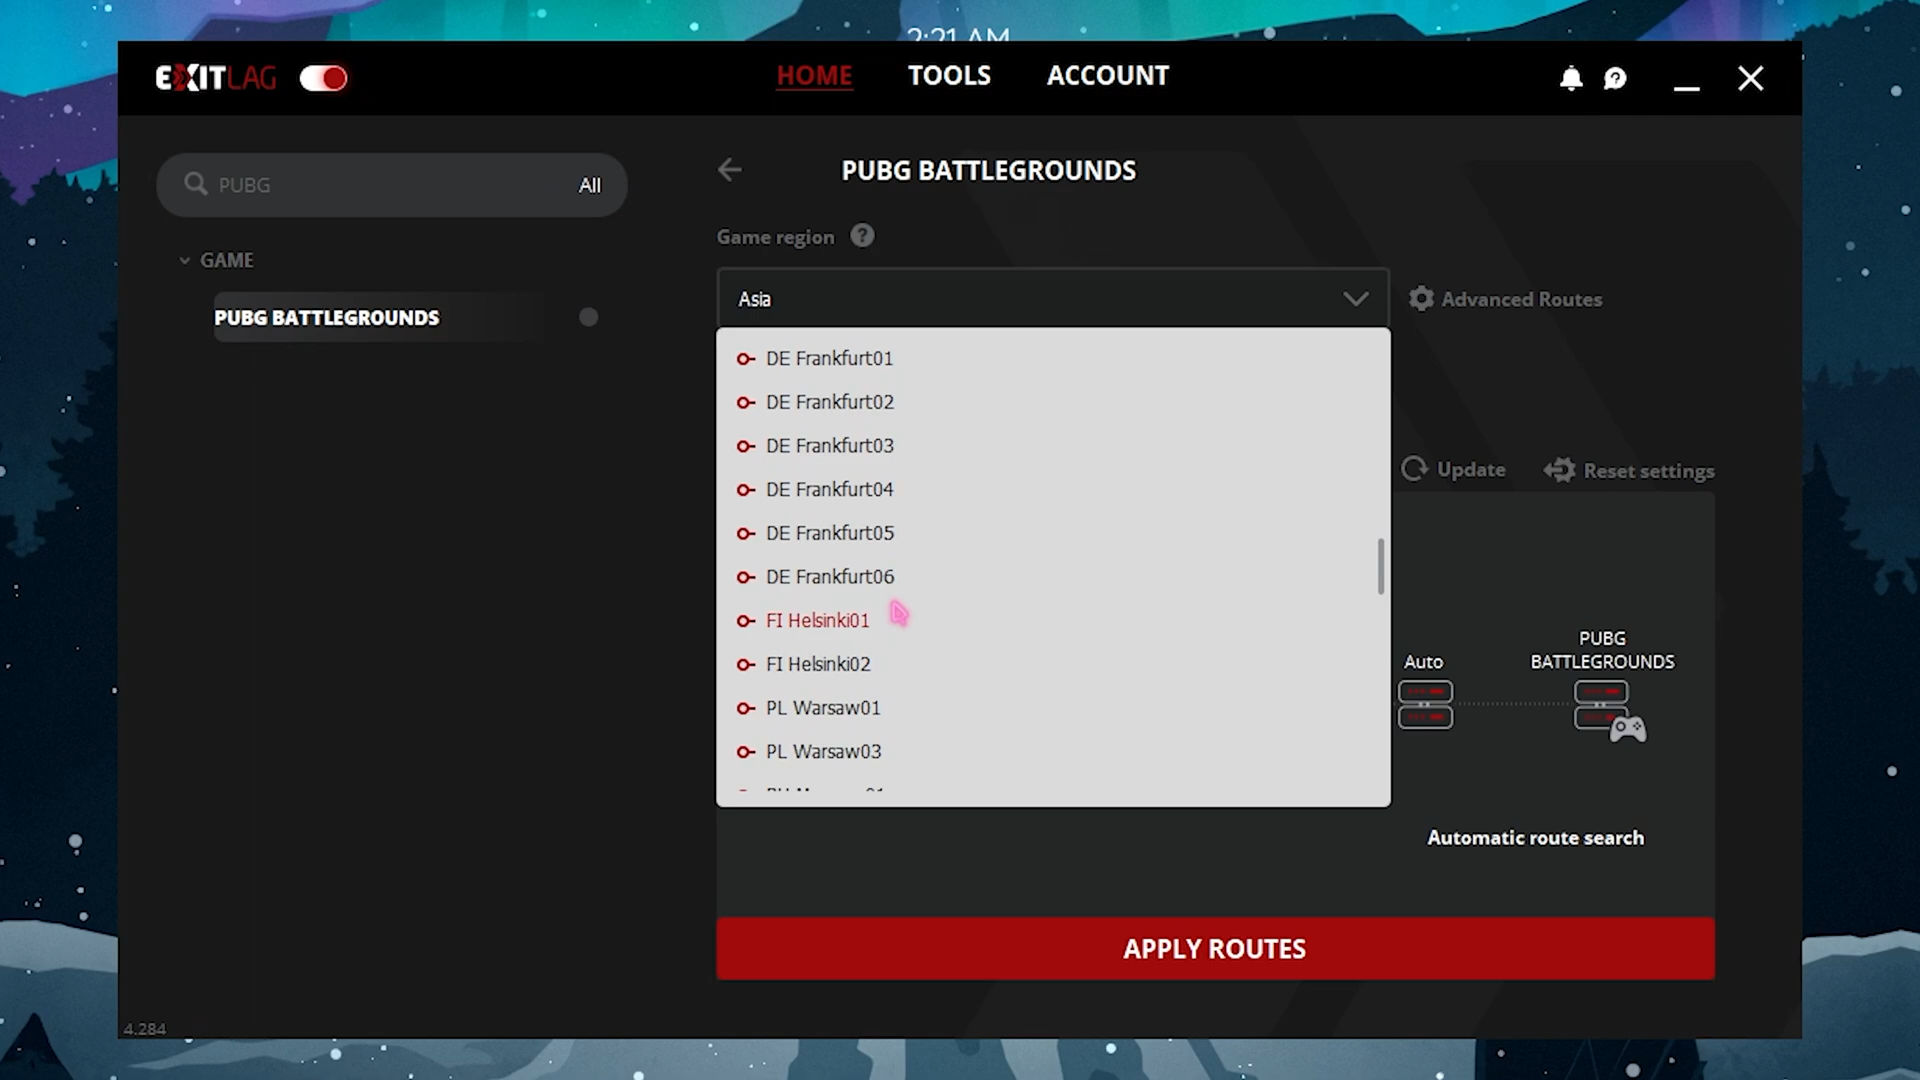 2:21 AM
EXITLAG
HOME
TOOLS
ACCOUNT
PUBG
All
GAME
PUBG BATTLEGROUNDS
PUBG BATTLEGROUNDS
Game region
Asia
Advanced Routes
DE Frankfurt01
DE Frankfurt02
DE Frankfurt03
DE Frankfurt04
DE Frankfurt05
DE Frankfurt06
FI Helsinki01
FI Helsinki02
PL Warsaw01
PL Warsaw03
Update
Reset settings
Auto
PUBG
BATTLEGROUNDS
Automatic route search
APPLY ROUTES
4.284